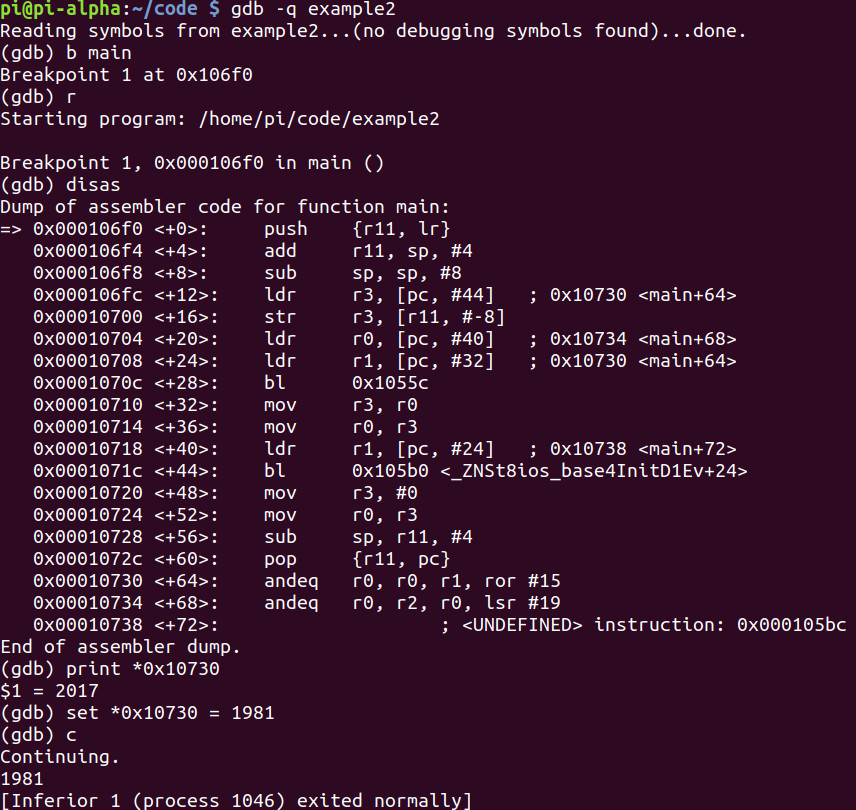 pi@pi-alpha:~/code $ gdb -q example2
Reading symbols from example2...(no debugging symbols found)...done.
(gdb) b main
Breakpoint 1 at 0x106f0
(gdb) r
Starting program: /home/pi/code/example2

Breakpoint 1, 0x000106f0 in main ()
(gdb) disas
Dump of assembler code for function main:
=> 0x000106f0 <+0>:     push    {r11, lr}
   0x000106f4 <+4>:     add     r11, sp, #4
   0x000106f8 <+8>:     sub     sp, sp, #8
   0x000106fc <+12>:    ldr     r3, [pc, #44]   ; 0x10730 <main+64>
   0x00010700 <+16>:    str     r3, [r11, #-8]
   0x00010704 <+20>:    ldr     r0, [pc, #40]   ; 0x10734 <main+68>
   0x00010708 <+24>:    ldr     r1, [pc, #32]   ; 0x10730 <main+64>
   0x0001070c <+28>:    bl      0x1055c
   0x00010710 <+32>:    mov     r3, r0
   0x00010714 <+36>:    mov     r0, r3
   0x00010718 <+40>:    ldr     r1, [pc, #24]   ; 0x10738 <main+72>
   0x0001071c <+44>:    bl      0x105b0 <_ZNSt8ios_base4InitD1Ev+24>
   0x00010720 <+48>:    mov     r3, #0
   0x00010724 <+52>:    mov     r0, r3
   0x00010728 <+56>:    sub     sp, r11, #4
   0x0001072c <+60>:    pop     {r11, pc}
   0x00010730 <+64>:    andeq   r0, r0, r1, ror #15
   0x00010734 <+68>:    andeq   r0, r2, r0, lsr #19
   0x00010738 <+72>:                    ; <UNDEFINED> instruction: 0x000105bc
End of assembler dump.
(gdb) print *0x10730
$1 = 2017
(gdb) set *0x10730 = 1981
(gdb) c
Continuing.
1981
[Inferior 1 (process 1046) exited normally]